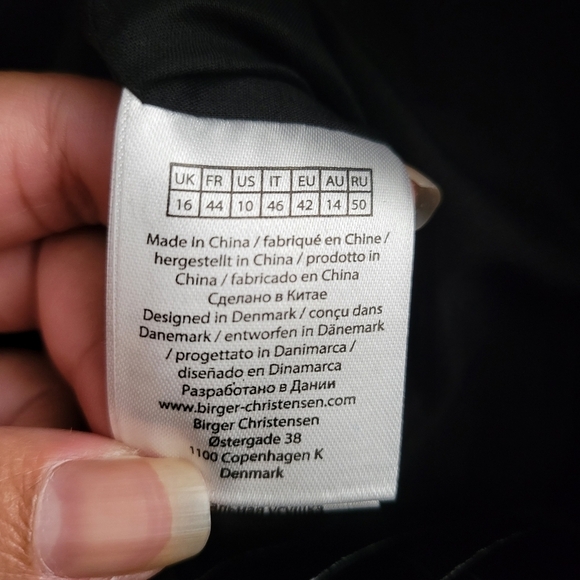 UK FR US IT EU AU RU
16 44 10 46 42 14 50
Made in China / fabriqué en Chine /
hergestellt in China / prodotto in
China / fabricado en China
Сделано в Китае
Designed in Denmark / conçu dans
Danemark / entworfen in Dänemark
/ progettato in Danimarca /
diseñado en Dinamarca
Разработано в Дании
www.birger-christensen.com
Birger Christensen
Østergade 38
1100 Copenhagen K
Denmark
усушка